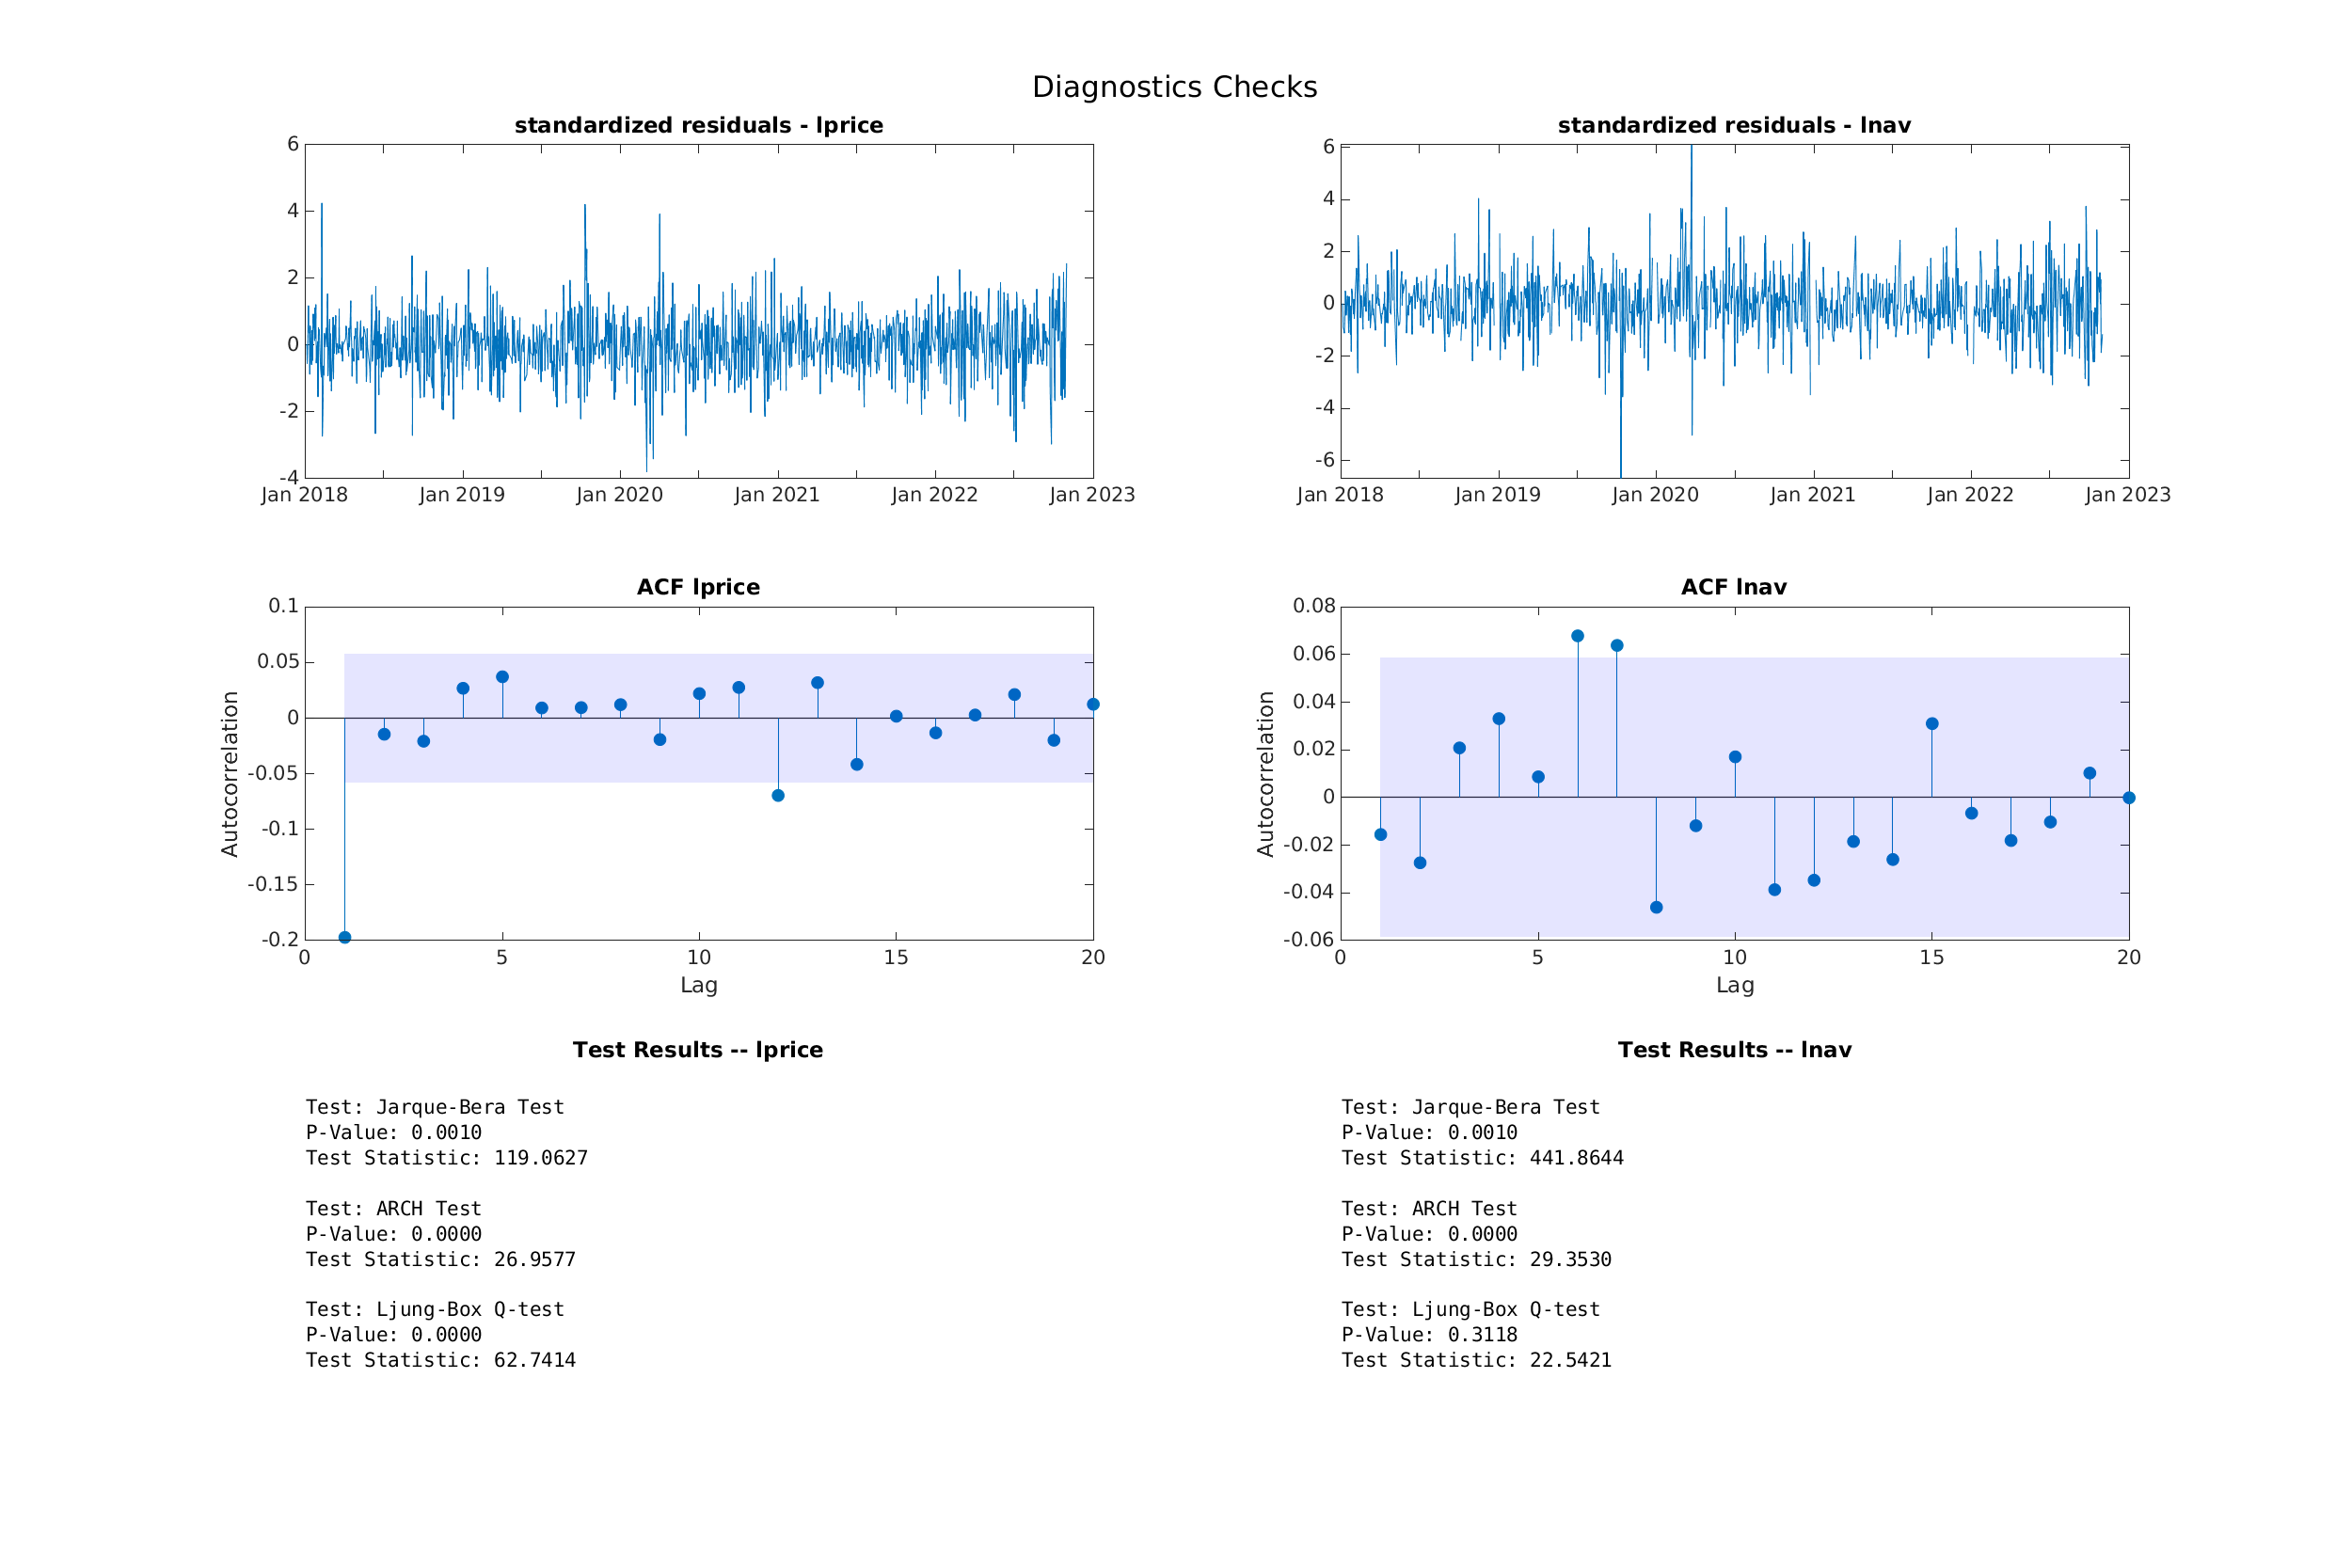 Diagnostics Checks
standardized residuals - lprice
6
4
2
0
-2
-4
Jan 2018 Jan 2019 Jan 2020 Jan 2021 Jan 2022 Jan 2023
standardized residuals - lnav
6
4
2
0
-2
-4
-6
Jan 2018 Jan 2019 Jan 2020 Jan 2021 Jan 2022 Jan 2023
ACF lprice
Autocorrelation
0.1
0.05
0
-0.05
-0.1
-0.15
-0.2
0 5 10 15 20
Lag
ACF lnav
Autocorrelation
0.08
0.06
0.04
0.02
0
-0.02
-0.04
-0.06
0 5 10 15 20
Lag
Test Results -- lprice
Test: Jarque-Bera Test
P-Value: 0.0010
Test Statistic: 119.0627
Test: ARCH Test
P-Value: 0.0000
Test Statistic: 26.9577
Test: Ljung-Box Q-test
P-Value: 0.0000
Test Statistic: 62.7414
Test Results -- lnav
Test: Jarque-Bera Test
P-Value: 0.0010
Test Statistic: 441.8644
Test: ARCH Test
P-Value: 0.0000
Test Statistic: 29.3530
Test: Ljung-Box Q-test
P-Value: 0.3118
Test Statistic: 22.5421